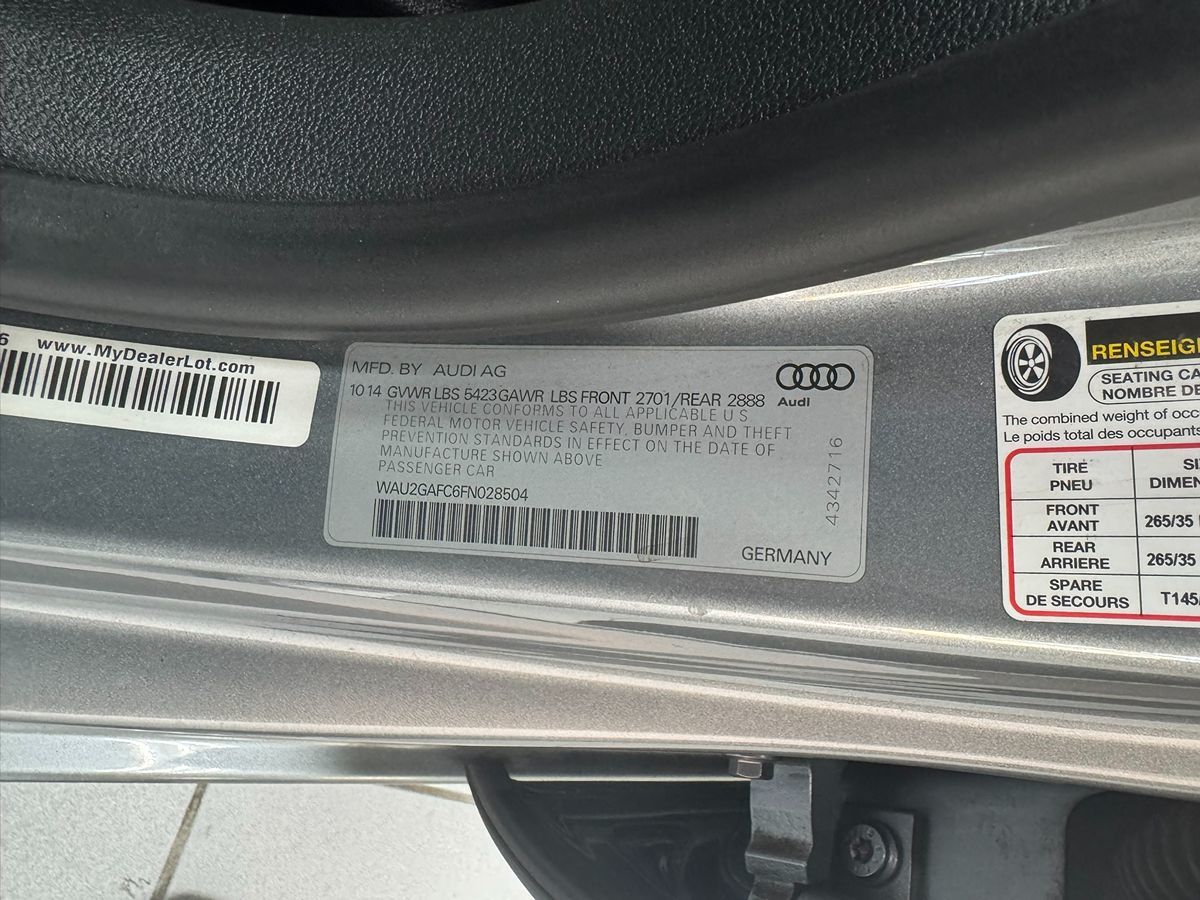 6 www.MyDealerLot.com
MFD. BY AUDI AG
10 14 GVWR LBS 5423 GAWR LBS FRONT 2701/REAR 2888
THIS VEHICLE CONFORMS TO ALL APPLICABLE U S
FEDERAL MOTOR VEHICLE SAFETY, BUMPER AND THEFT
PREVENTION STANDARDS IN EFFECT ON THE DATE OF
MANUFACTURE SHOWN ABOVE
PASSENGER CAR
WAU2GAFC6FN028504
GERMANY
4342716
Audi
RENSEIG
SEATING CA
NOMBRE DE
The combined weight of occ
Le poids total des occupants
TIRE
PNEU
SI
DIMEN
FRONT
AVANT
265/35
REAR
ARRIERE
265/35
SPARE
DE SECOURS
T145/